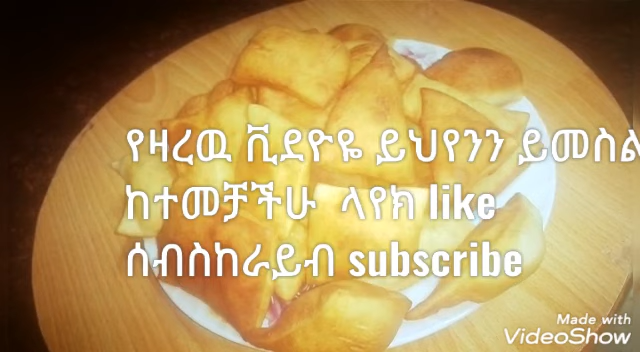 የዛረዉ ቪደዮዬ ይህየንን ይመስል
ከተመቻችሁ ላየክ like
ሰብስከራይብ subscribe
Made with
VideoShow